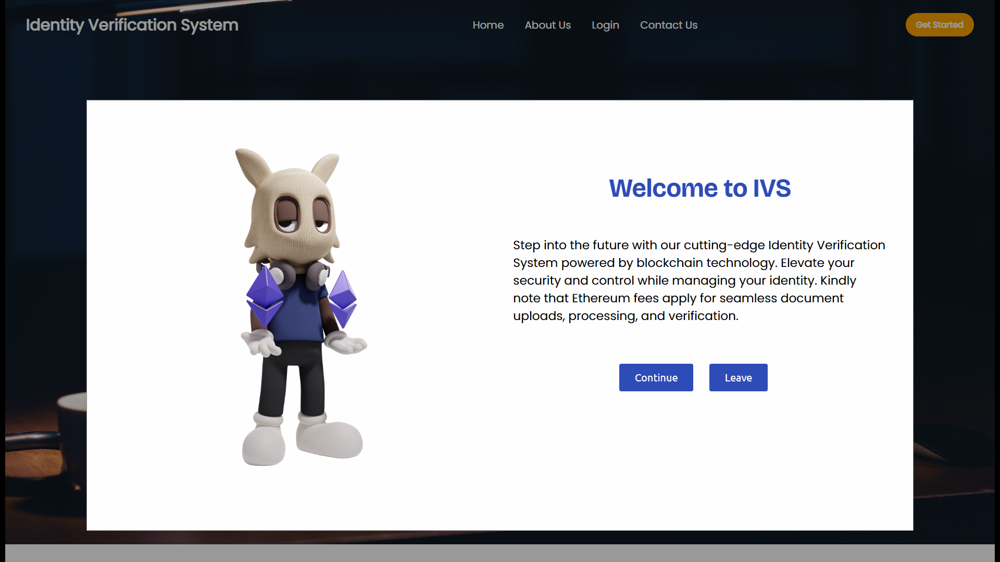 Identity Verification System
Home About Us Login Contact Us
Get Started
Welcome to IVS
Step into the future with our cutting-edge Identity Verification
System powered by blockchain technology. Elevate your
security and control while managing your identity. Kindly
note that Ethereum fees apply for seamless document
uploads, processing, and verification.
Continue Leave